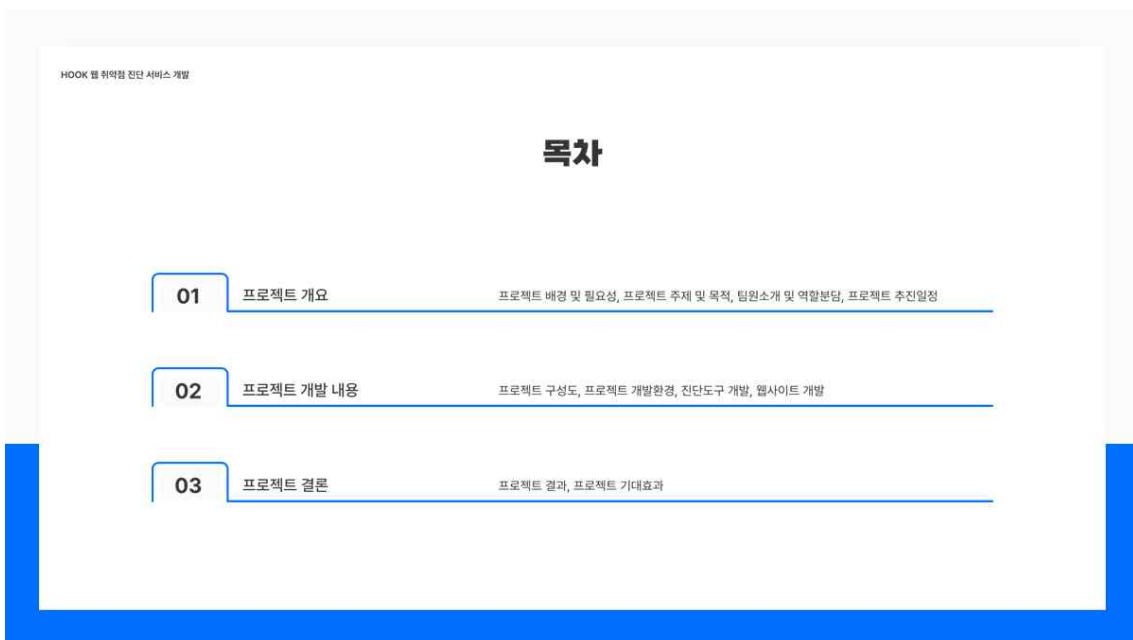 HOOK 웹 취약점 진단 서비스 개발
목차
01 프로젝트 개요 프로젝트 배경 및 필요성, 프로젝트 주제 및 목적, 팀원소개 및 역할분담, 프로젝트 추진일정
02 프로젝트 개발 내용 프로젝트 구성도, 프로젝트 개발환경, 진단도구 개발, 웹사이트 개발
03 프로젝트 결론 프로젝트 결과, 프로젝트 기대효과